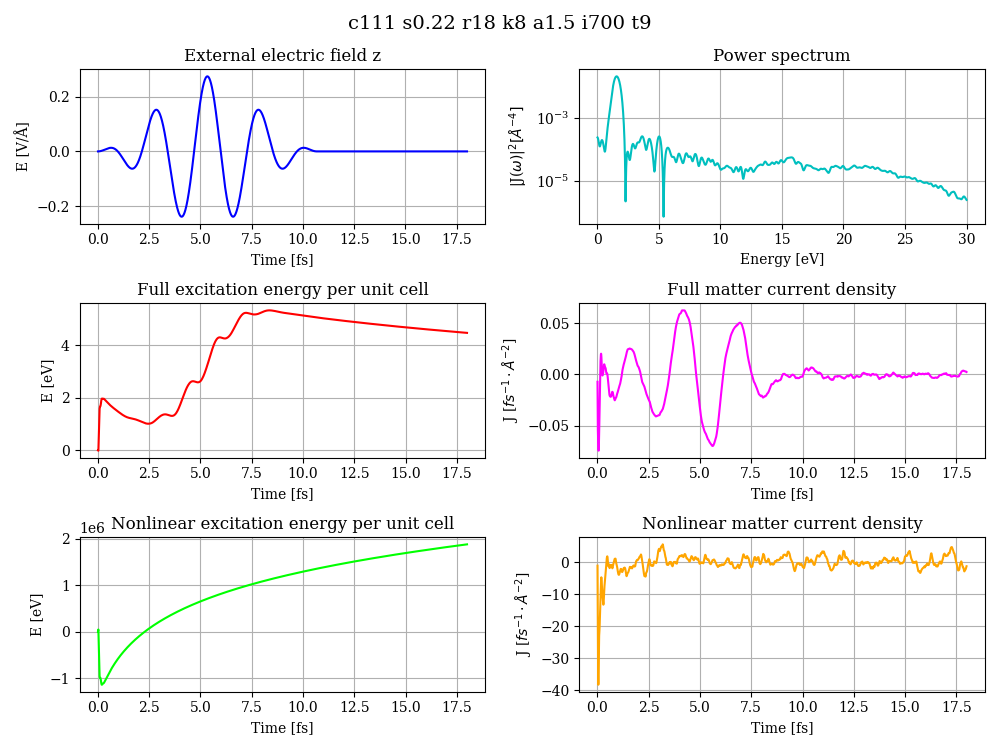 c111 s0.22 r18 k8 a1.5 i700 t9
External electric field z
E [V/Å]
0.2
0.0
−0.2
0.0 2.5 5.0 7.5 10.0 12.5 15.0 17.5
Time [fs]
Power spectrum
|J(ω)|²[Å⁻⁴]
10⁻³
10⁻⁵
0 5 10 15 20 25 30
Energy [eV]
Full excitation energy per unit cell
E [eV]
4
2
0
0.0 2.5 5.0 7.5 10.0 12.5 15.0 17.5
Time [fs]
Full matter current density
J [fs⁻¹ · Å⁻²]
0.05
0.00
−0.05
0.0 2.5 5.0 7.5 10.0 12.5 15.0 17.5
Time [fs]
1e6 Nonlinear excitation energy per unit cell
E [eV]
2
1
0
−1
0.0 2.5 5.0 7.5 10.0 12.5 15.0 17.5
Time [fs]
Nonlinear matter current density
J [fs⁻¹ · Å⁻²]
0
−10
−20
−30
−40
0.0 2.5 5.0 7.5 10.0 12.5 15.0 17.5
Time [fs]